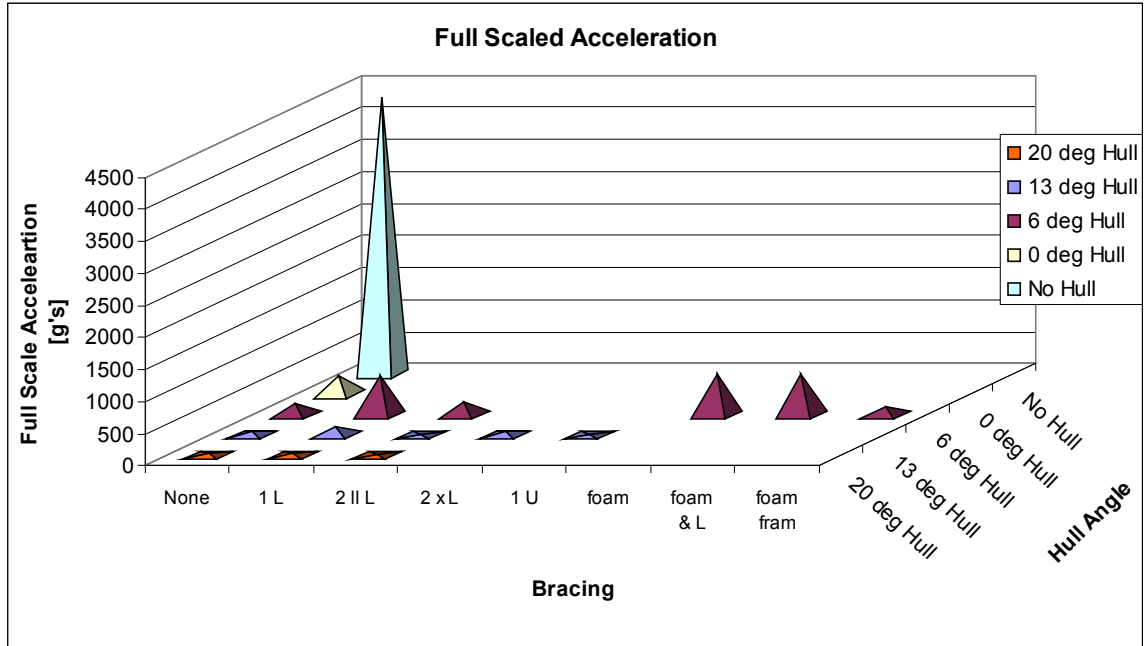 Full Scaled Acceleration
Full Scale Acceleartion
[g's]
4500
4000
3500
3000
2500
2000
1500
1000
500
0
None
1 L
2 II L
2 x L
1 U
foam
foam
& L
foam
fram
Bracing
20 deg Hull
13 deg Hull
6 deg Hull
0 deg Hull
No Hull
Hull Angle
20 deg Hull
13 deg Hull
6 deg Hull
0 deg Hull
No Hull